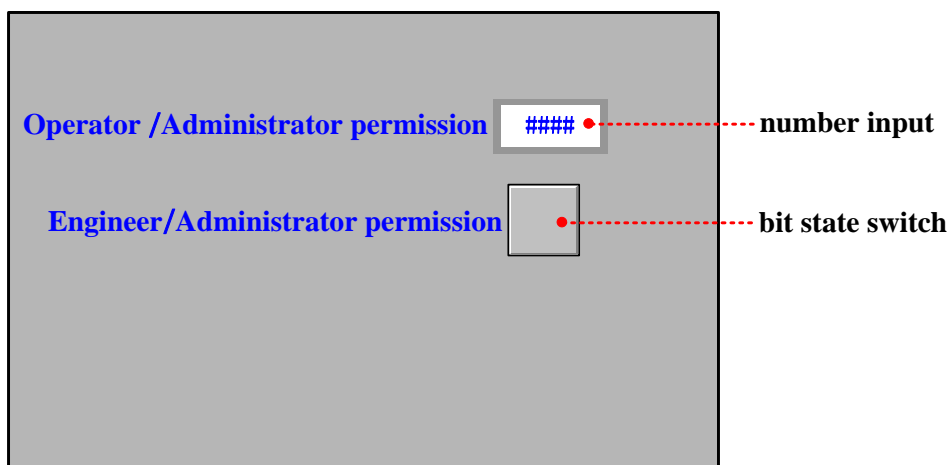 Operator /Administrator permission #### number input
Engineer/Administrator permission bit state switch